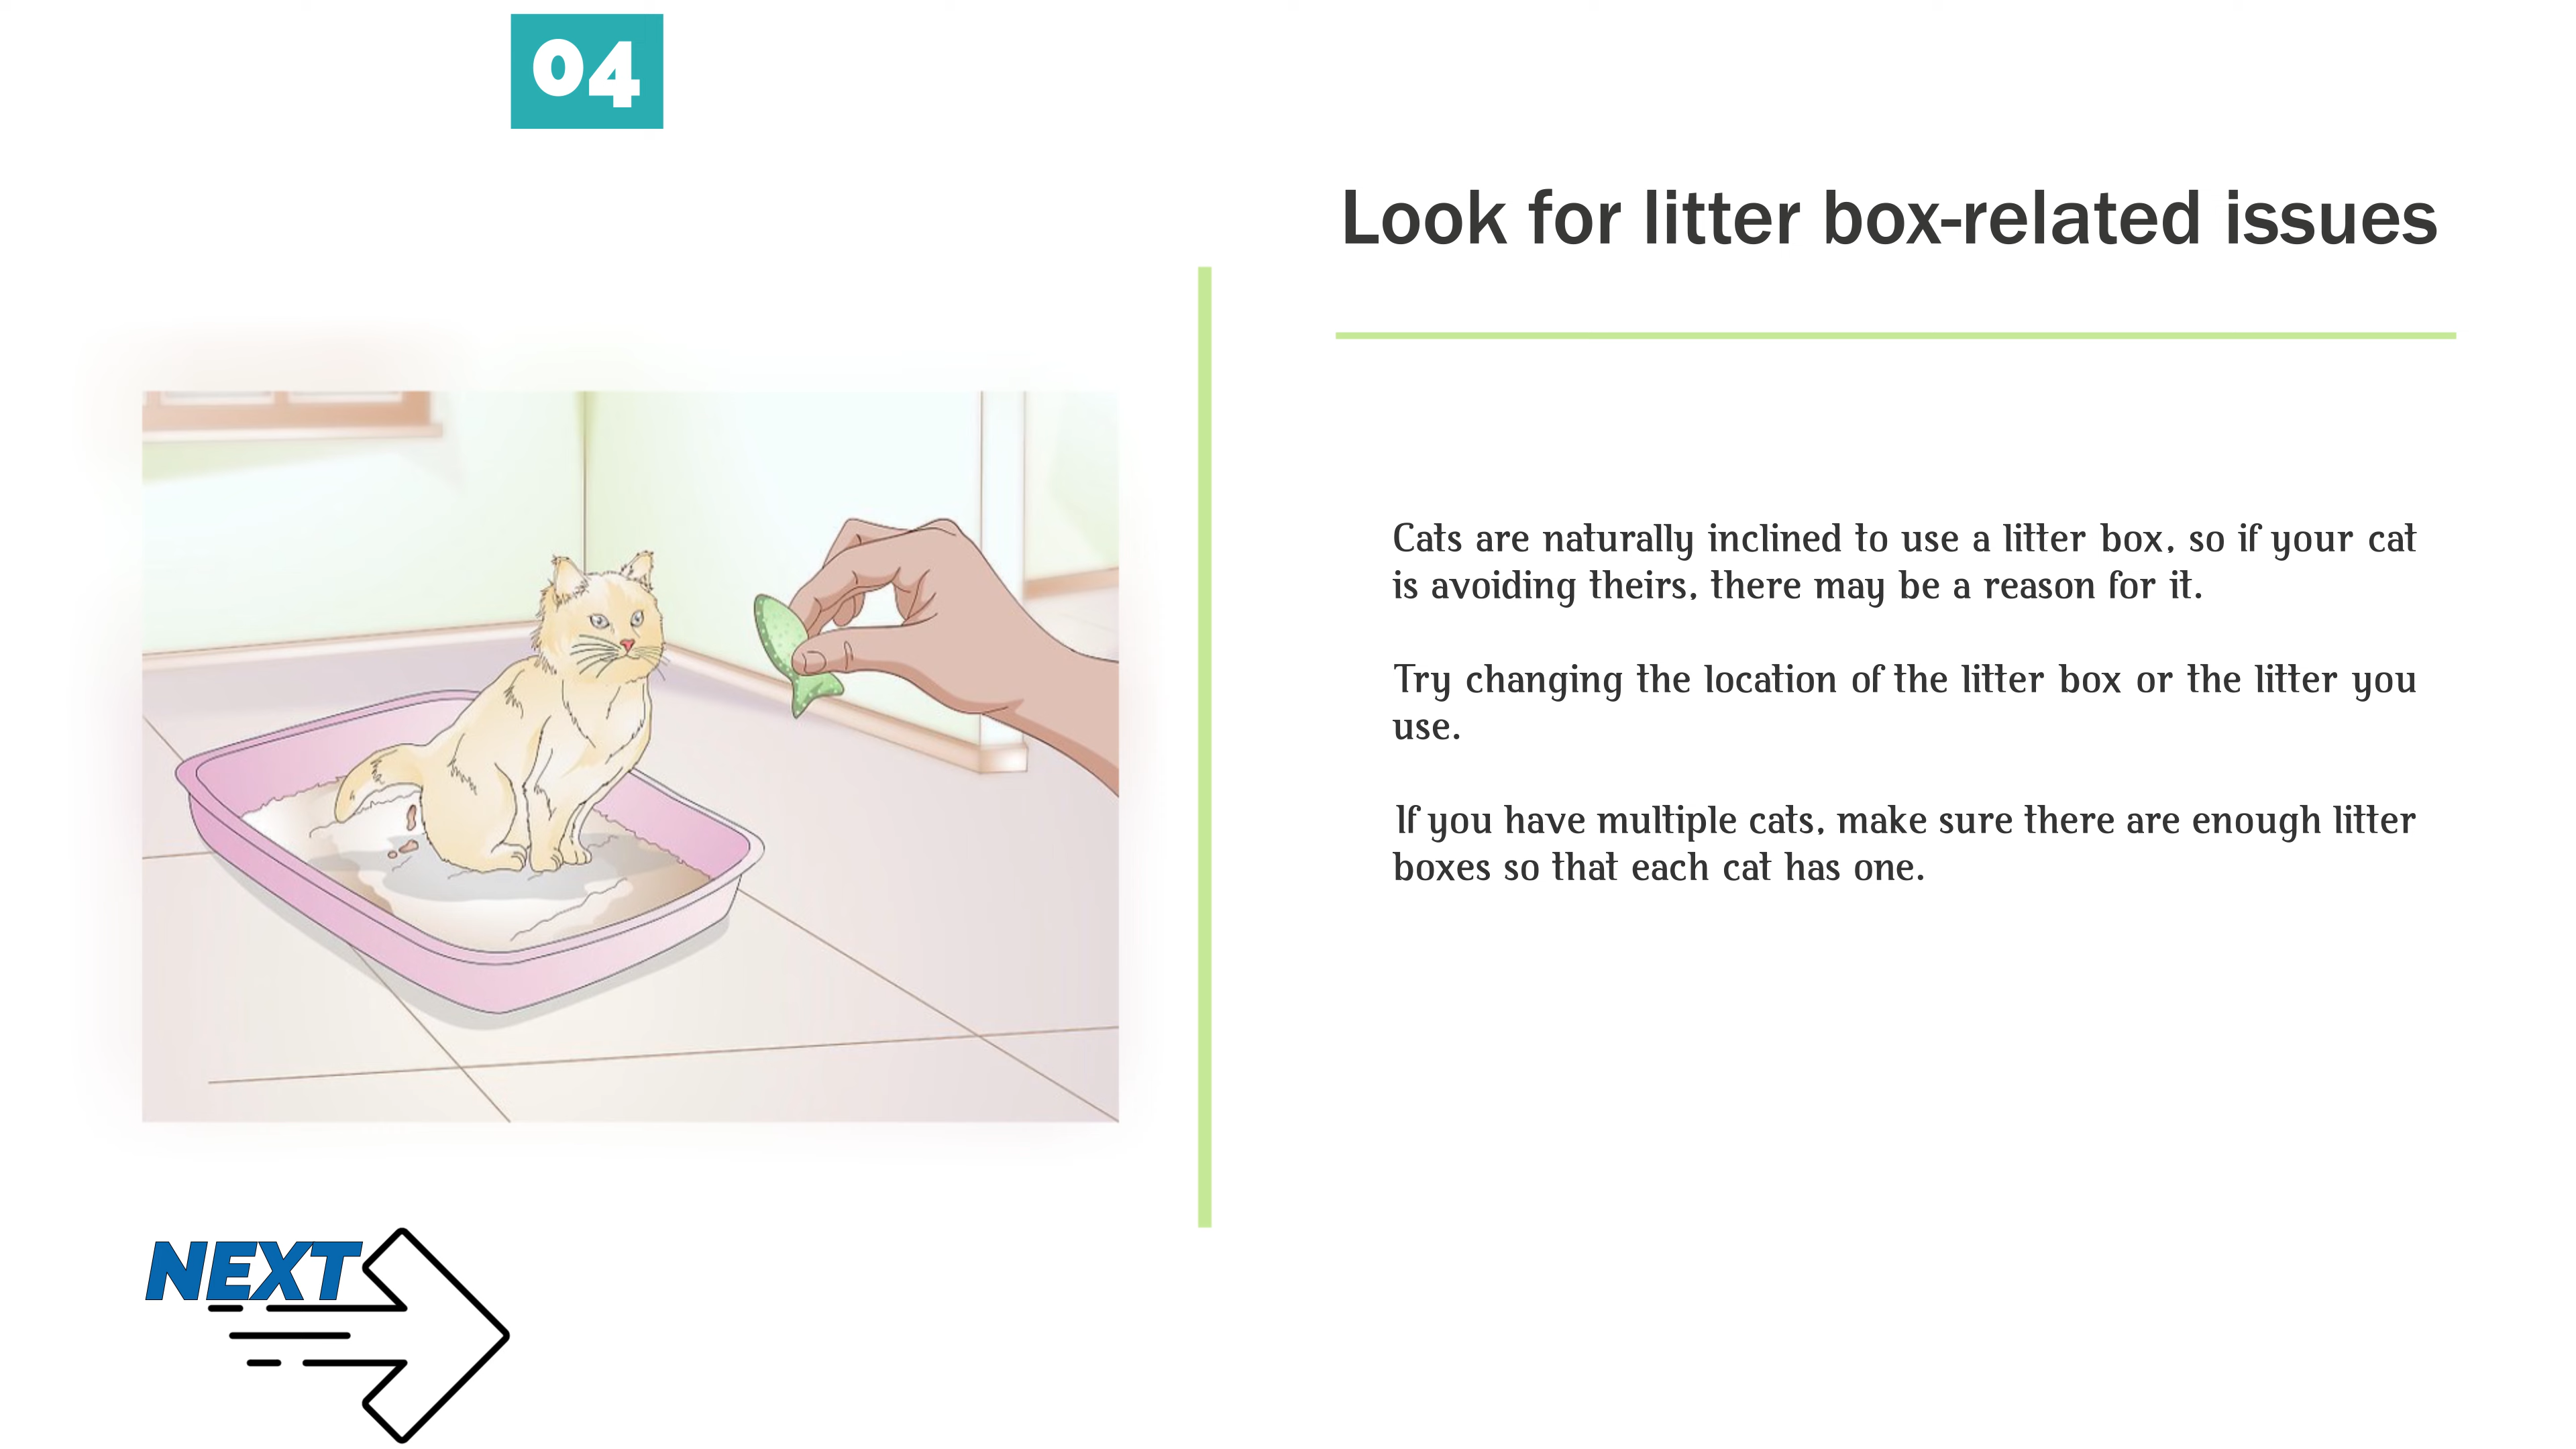 04
Look for litter box-related issues
Cats are naturally inclined to use a litter box, so if your cat
is avoiding theirs, there may be a reason for it.
Try changing the location of the litter box or the litter you
use.
If you have multiple cats, make sure there are enough litter
boxes so that each cat has one.
NEXT